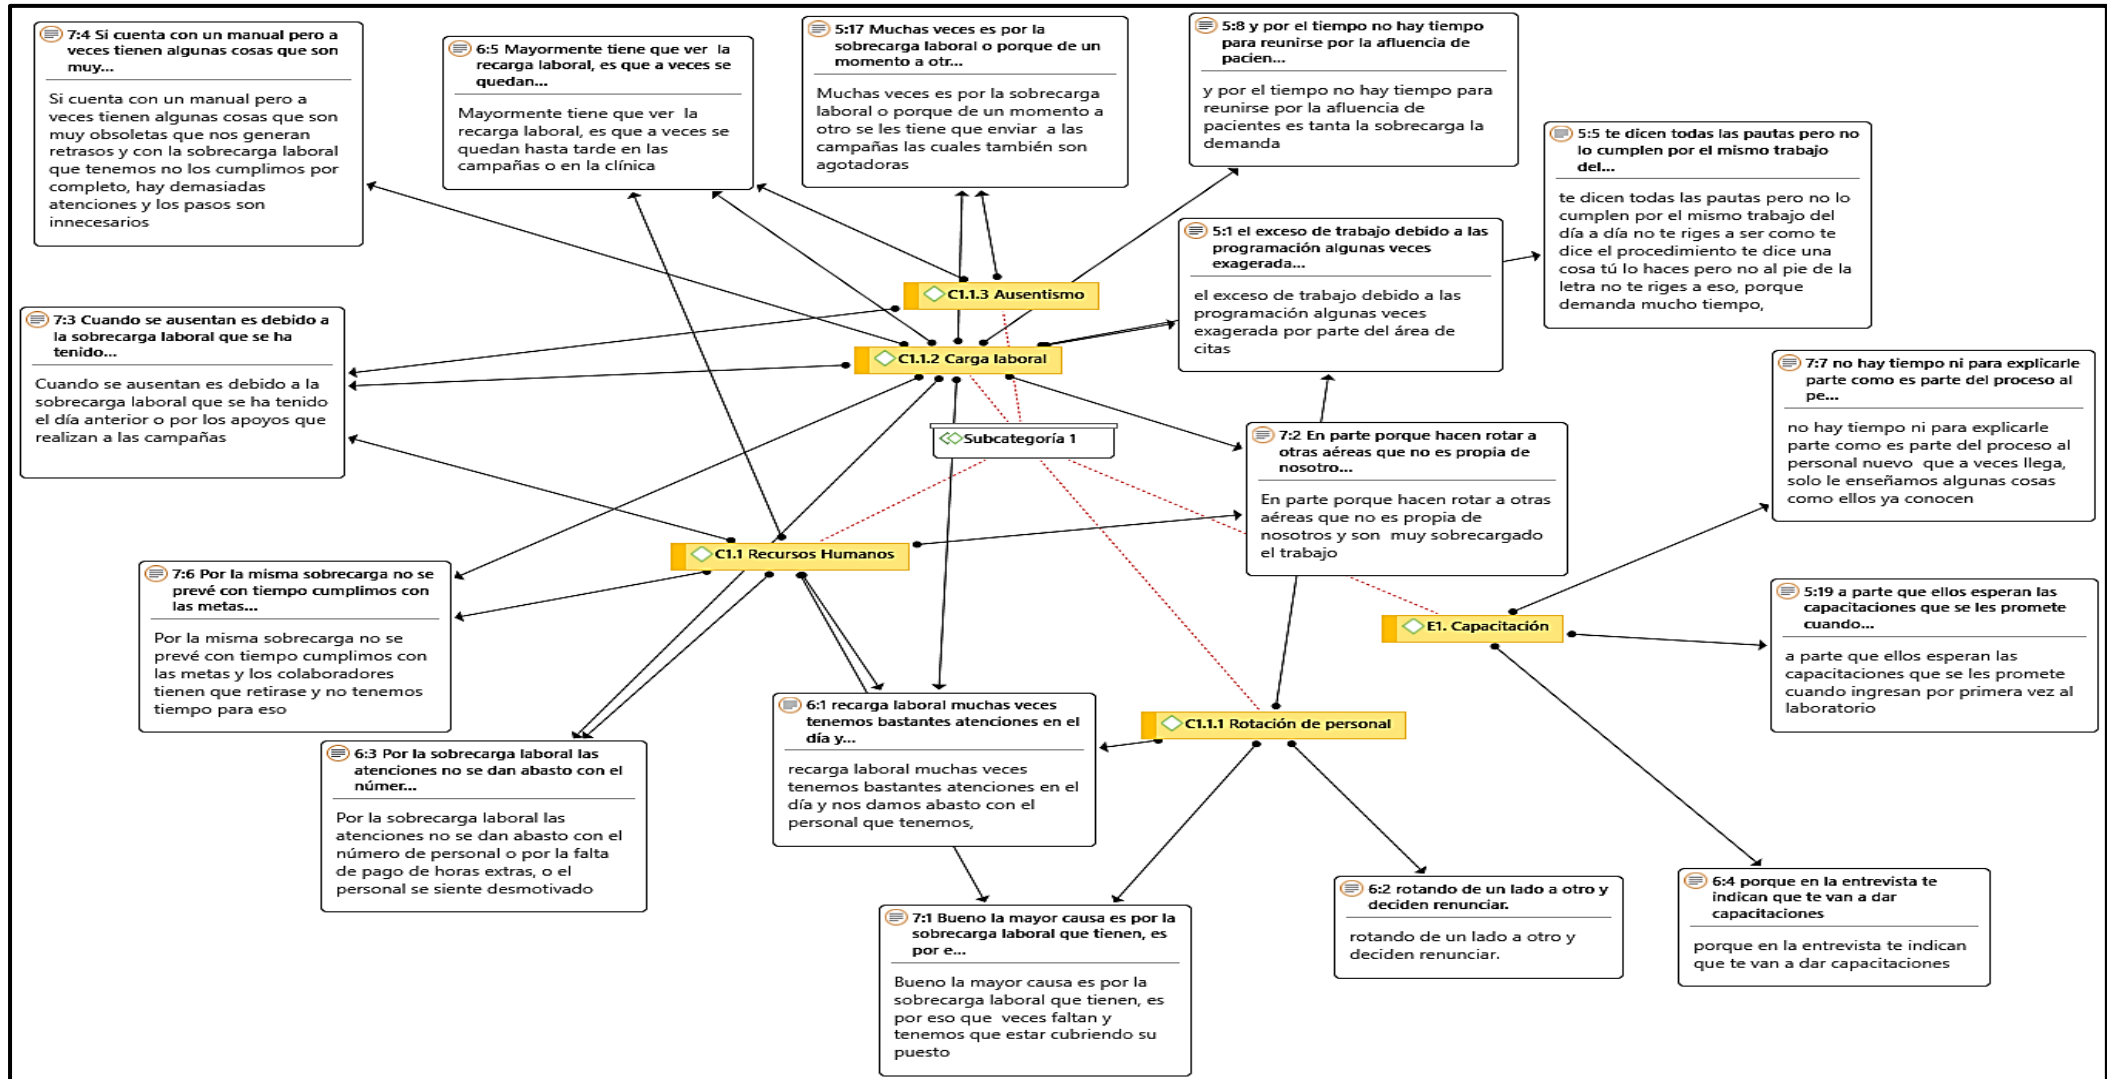 7:4 Si cuenta con un manual pero a
veces tienen algunas cosas que son
muy...
Si cuenta con un manual pero a
veces tienen algunas cosas que son
muy obsoletas que nos generan
retrasos y con la sobrecarga laboral
que tenemos no los cumplimos por
completo, hay demasiadas
atenciones y los pasos son
innecesarios
6:5 Mayormente tiene que ver la
recarga laboral, es que a veces se
quedan...
Mayormente tiene que ver la
recarga laboral, es que a veces se
quedan hasta tarde en las
campañas o en la clínica
5:17 Muchas veces es por la
sobrecarga laboral o porque de un
momento a otr...
Muchas veces es por la sobrecarga
laboral o porque de un momento a
otro se les tiene que enviar a las
campañas las cuales también son
agotadoras
5:8 y por el tiempo no hay tiempo
para reunirse por la afluencia de
pacien...
y por el tiempo no hay tiempo para
reunirse por la afluencia de
pacientes es tanta la sobrecarga la
demanda
5:5 te dicen todas las pautas pero no
lo cumplen por el mismo trabajo
del...
te dicen todas las pautas pero no lo
cumplen por el mismo trabajo del
día a día no te riges a ser como te
dice el procedimiento te dice una
cosa tú lo haces pero no al pie de la
letra no te riges a eso, porque
demanda mucho tiempo,
5:1 el exceso de trabajo debido a las
programación algunas veces
exagerada...
el exceso de trabajo debido a las
programación algunas veces
exagerada por parte del área de
citas
C1.1.3 Ausentismo
C1.1.2 Carga laboral
Subcategoría 1
7:3 Cuando se ausentan es debido a
la sobrecarga laboral que se ha
tenido...
Cuando se ausentan es debido a la
sobrecarga laboral que se ha tenido
el día anterior o por los apoyos que
realizan a las campañas
7:7 no hay tiempo ni para explicarle
parte como es parte del proceso al
pe...
no hay tiempo ni para explicarle
parte como es parte del proceso al
personal nuevo que a veces llega,
solo le enseñamos algunas cosas
como ellos ya conocen
7:2 En parte porque hacen rotar a
otras aéreas que no es propia de
nosotro...
En parte porque hacen rotar a otras
aéreas que no es propia de
nosotros y son muy sobrecargado
el trabajo
C1.1 Recursos Humanos
7:6 Por la misma sobrecarga no se
prevé con tiempo cumplimos con
las metas...
Por la misma sobrecarga no se
prevé con tiempo cumplimos con
las metas y los colaboradores
tienen que retirase y no tenemos
tiempo para eso
E1. Capacitación
5:19 a parte que ellos esperan las
capacitaciones que se les promete
cuando...
a parte que ellos esperan las
capacitaciones que se les promete
cuando ingresan por primera vez al
laboratorio
6:3 Por la sobrecarga laboral las
atenciones no se dan abasto con el
númer...
Por la sobrecarga laboral las
atenciones no se dan abasto con el
número de personal o por la falta
de pago de horas extras, o el
personal se siente desmotivado
6:1 recarga laboral muchas veces
tenemos bastantes atenciones en el
día y...
recarga laboral muchas veces
tenemos bastantes atenciones en el
día y nos damos abasto con el
personal que tenemos,
C1.1.1 Rotación de personal
7:1 Bueno la mayor causa es por la
sobrecarga laboral que tienen, es
por e...
Bueno la mayor causa es por la
sobrecarga laboral que tienen, es
por eso que veces faltan y
tenemos que estar cubriendo su
puesto
6:2 rotando de un lado a otro y
deciden renunciar.
rotando de un lado a otro y
deciden renunciar.
6:4 porque en la entrevista te
indican que te van a dar
capacitaciones
porque en la entrevista te indican
que te van a dar capacitaciones